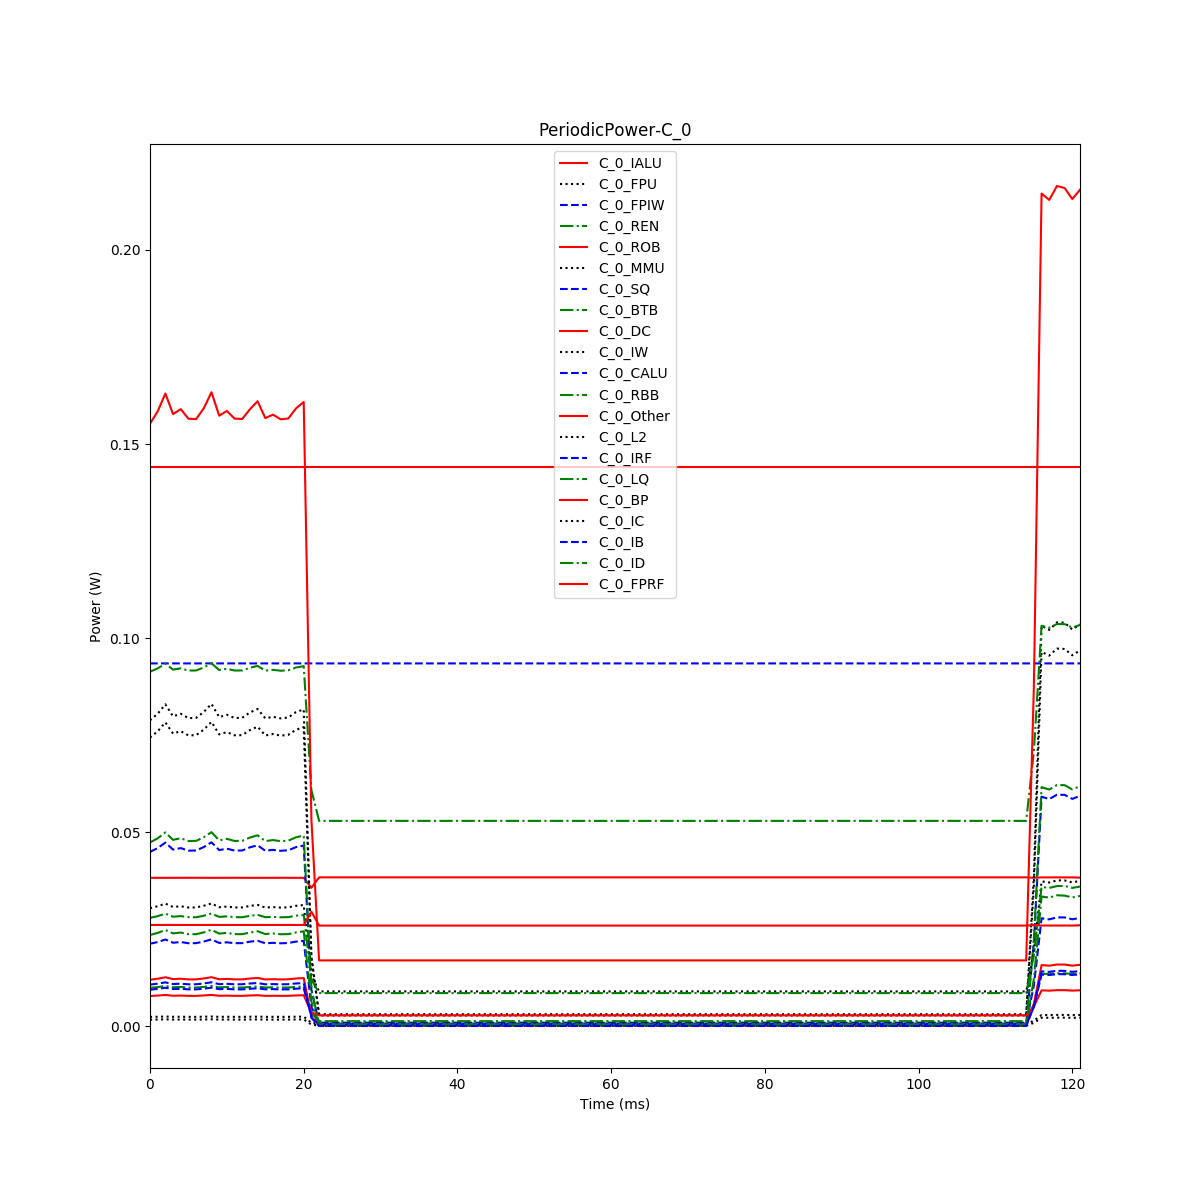 PeriodicPower-C_0
C_0_IALU
C_0_FPU
C_0_FPIW
C_0_REN
C_0_ROB
C_0_MMU
C_0_SQ
C_0_BTB
C_0_DC
C_0_IW
C_0_CALU
C_0_RBB
C_0_Other
C_0_L2
C_0_IRF
C_0_LQ
C_0_BP
C_0_IC
C_0_IB
C_0_ID
C_0_FPRF
0.20
0.15
0.10
0.05
0.00
Power (W)
0 20 40 60 80 100 120
Time (ms)